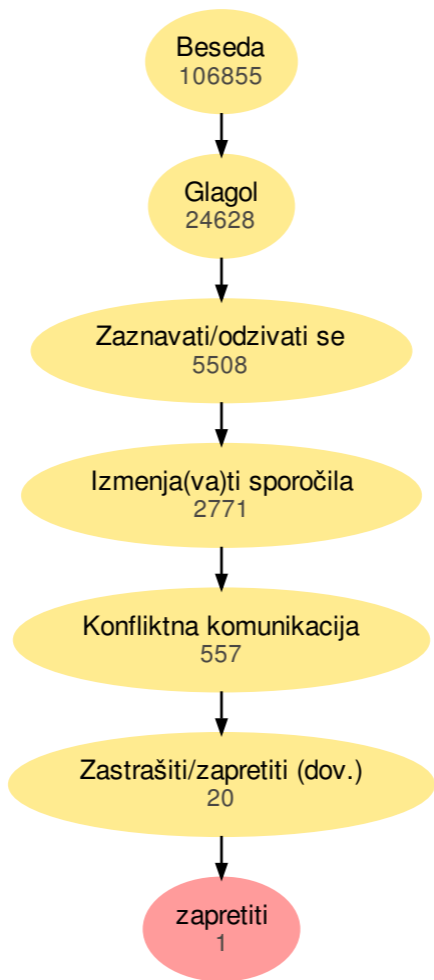 Beseda
106855
Glagol
24628
Zaznavati/odzivati se
5508
Izmenja(va)ti sporočila
2771
Konfliktna komunikacija
557
Zastrašiti/zapretiti (dov.)
20
zapretiti
1